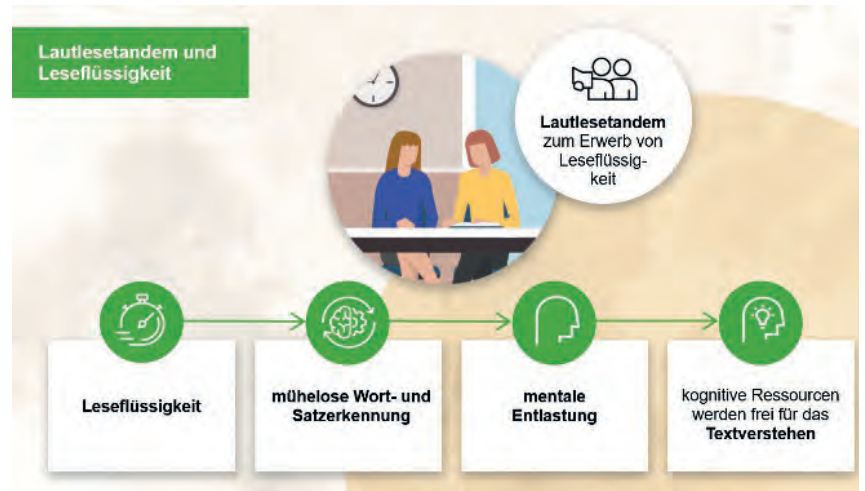 Lautlesetandem und
Leseflüssigkeit
Lautlesetandem
zum Erwerb von
Leseflüssig-
keit
Leseflüssigkeit
mühelose Wort- und
Satzerkennung
mentale
Entlastung
kognitive Ressourcen
werden frei für das
Textverstehen